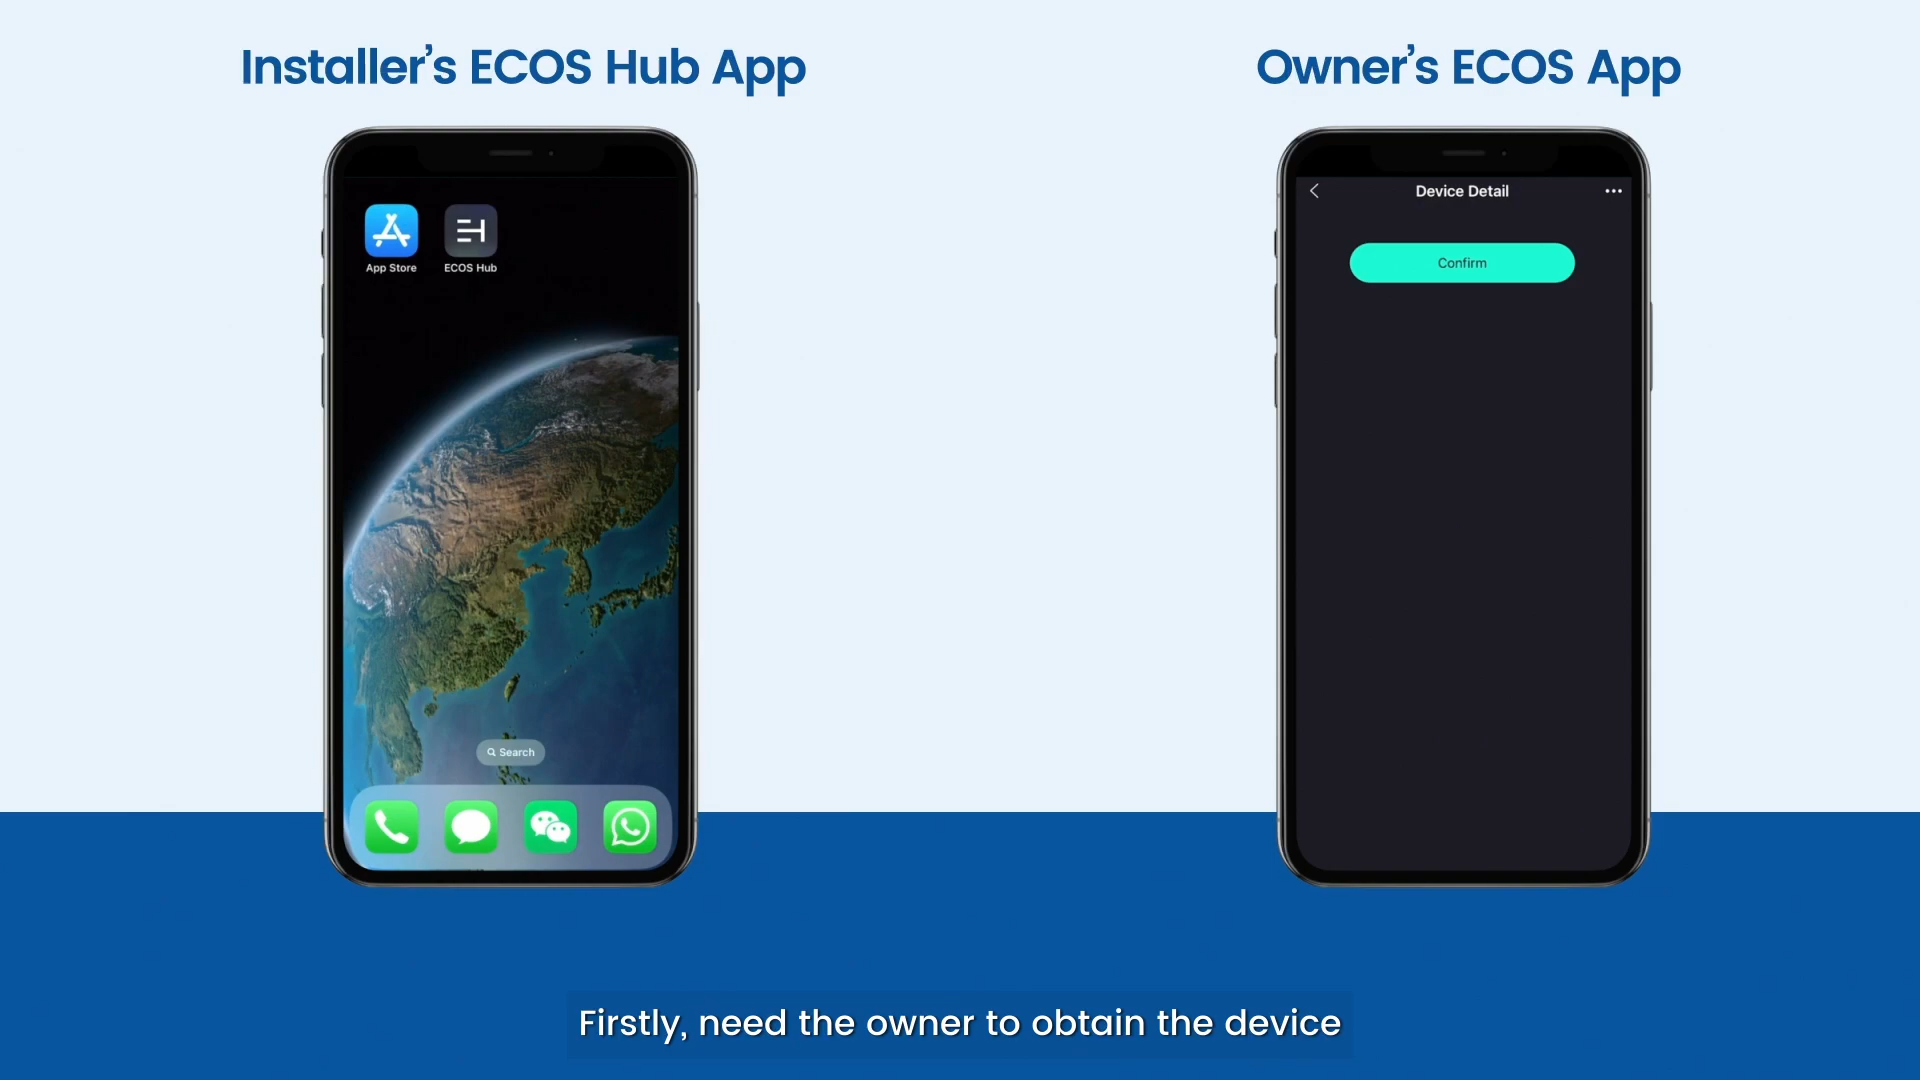 Installer’s ECOS Hub App
Owner’s ECOS App
App Store
ECOS Hub
Search
Device Detail
Confirm
Firstly, need the owner to obtain the device